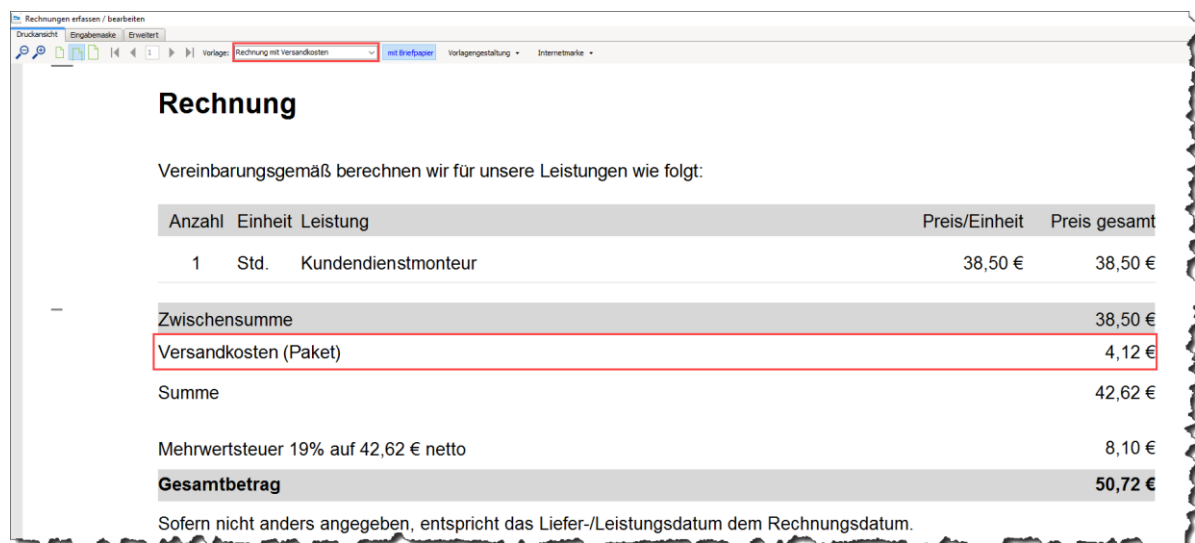 Rechnungen erfassen / bearbeiten
Druckansicht Eingabemaske Erweitert
1 Vorlage: Rechnung mit Versandkosten mit Briefpapier Vorlagengestaltung Internetmarke
Rechnung
Vereinbarungsgemäß berechnen wir für unsere Leistungen wie folgt:
Anzahl Einheit Leistung Preis/Einheit Preis gesamt
1 Std. Kundendienstmonteur 38,50 € 38,50 €
Zwischensumme 38,50 €
Versandkosten (Paket) 4,12 €
Summe 42,62 €
Mehrwertsteuer 19% auf 42,62 € netto 8,10 €
Gesamtbetrag 50,72 €
Sofern nicht anders angegeben, entspricht das Liefer-/Leistungsdatum dem Rechnungsdatum.